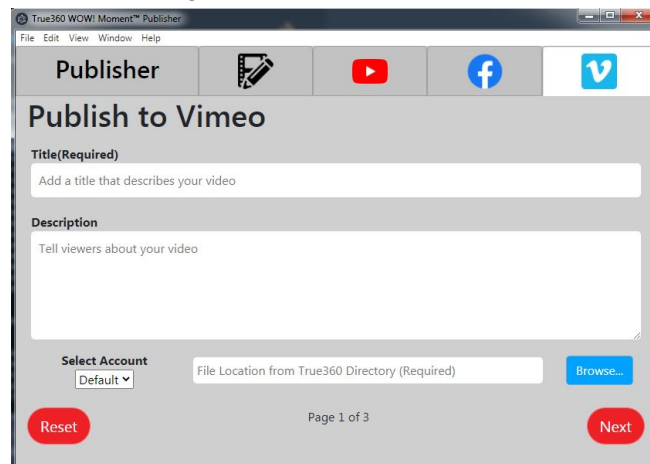 True360 WOW! Moment™ Publisher
File Edit View Window Help
Publisher
Publish to Vimeo
Title(Required)
Add a title that describes your video
Description
Tell viewers about your video
Select Account
Default
File Location from True360 Directory (Required)
Browse...
Reset
Page 1 of 3
Next